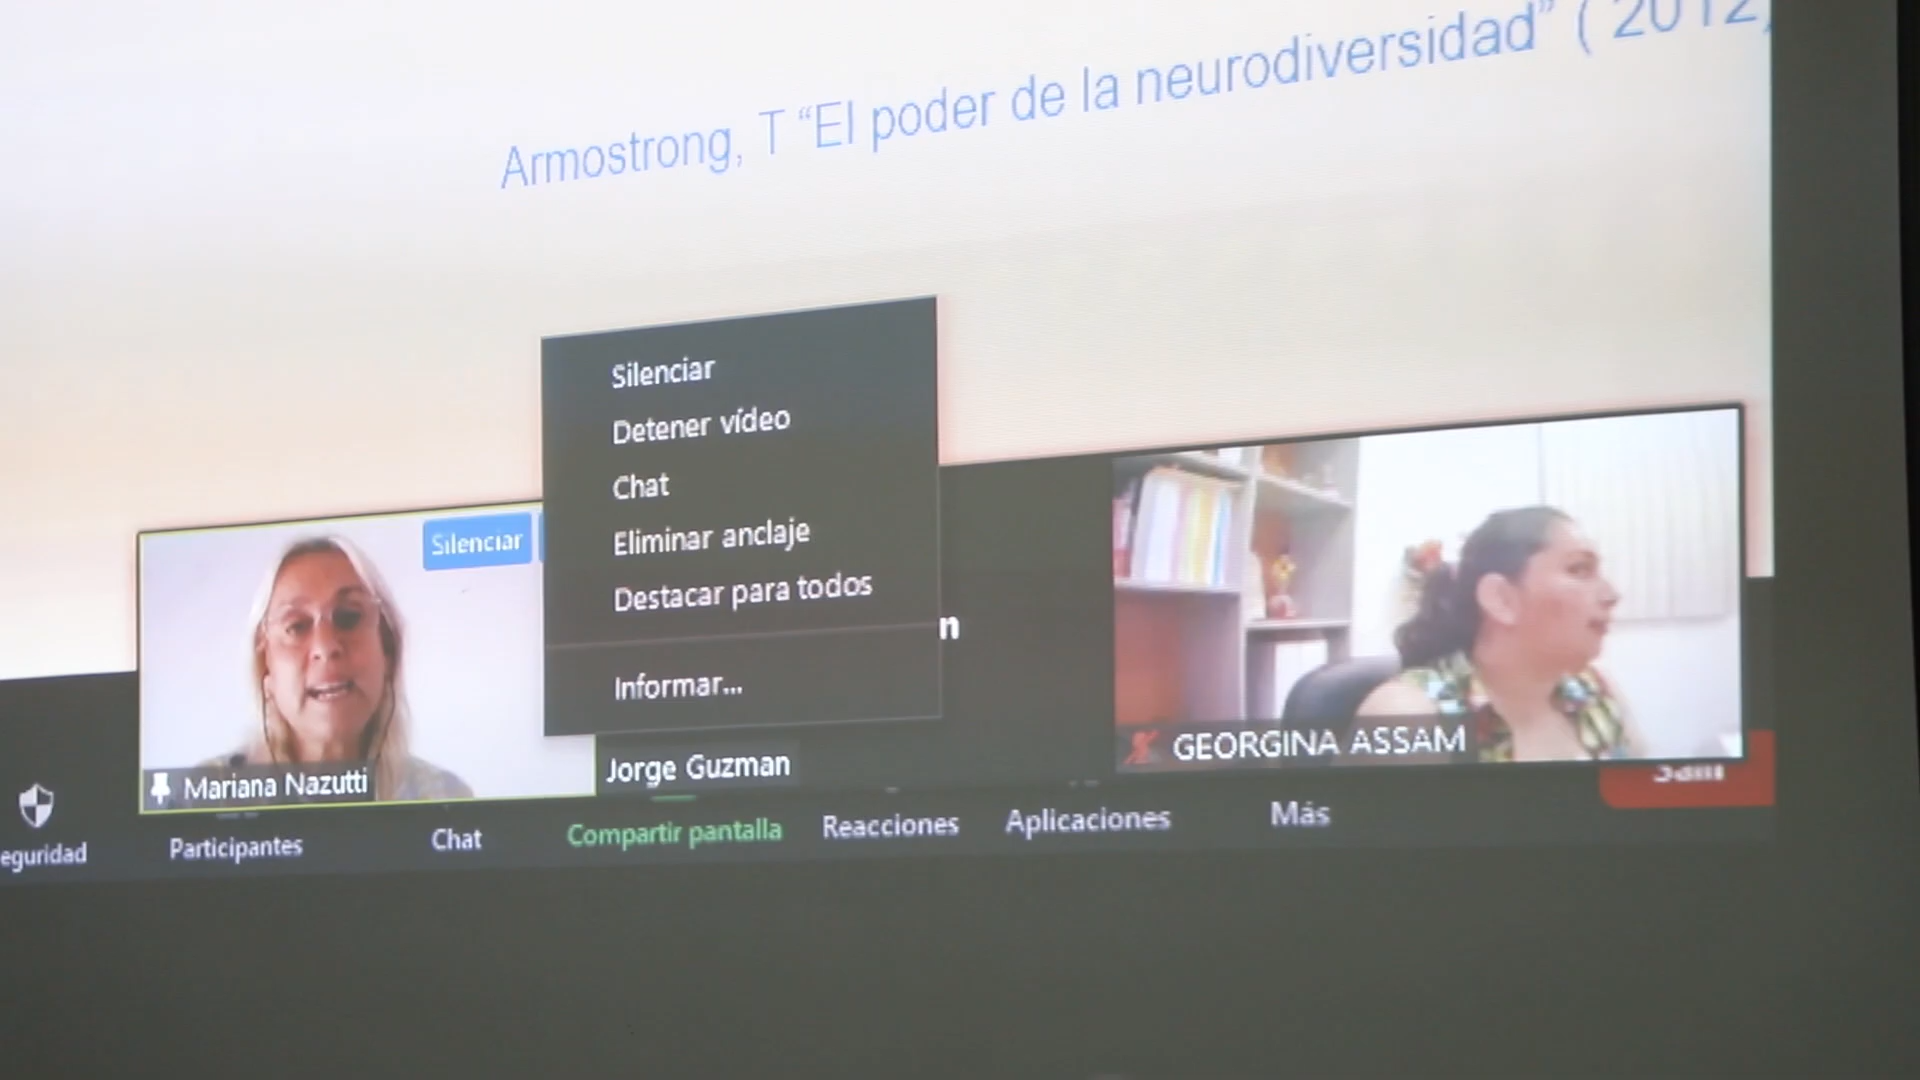 Armostrong, T “El poder de la neurodiversidad” ( 2012)
Silenciar
Detener vídeo
Chat
Eliminar anclaje
Destacar para todos
Informar...
Silenciar
n
Mariana Nazutti
Jorge Guzman
GEORGINA ASSAM
eguridad
Participantes
Chat
Compartir pantalla
Reacciones
Aplicaciones
Más
Salir